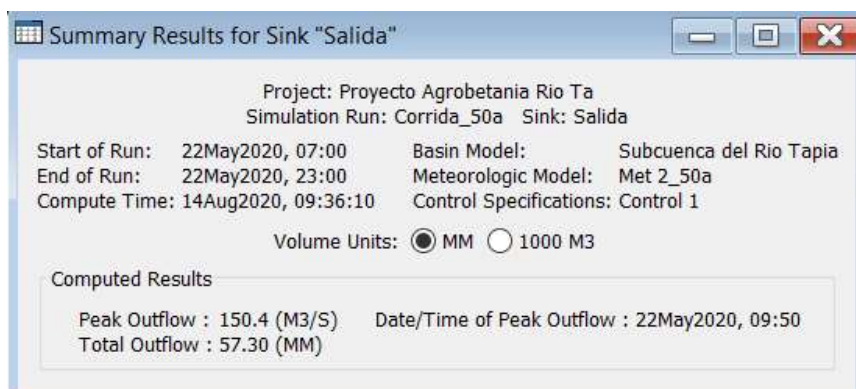 Summary Results for Sink "Salida"
Project: Proyecto Agrobetania Rio Ta
Simulation Run: Corrida_50a Sink: Salida
Start of Run: 22May2020, 07:00 Basin Model: Subcuenca del Rio Tapia
End of Run: 22May2020, 23:00 Meteorologic Model: Met 2_50a
Compute Time: 14Aug2020, 09:36:10 Control Specifications: Control 1
Volume Units: MM 1000 M3
Computed Results
Peak Outflow : 150.4 (M3/S) Date/Time of Peak Outflow : 22May2020, 09:50
Total Outflow : 57.30 (MM)